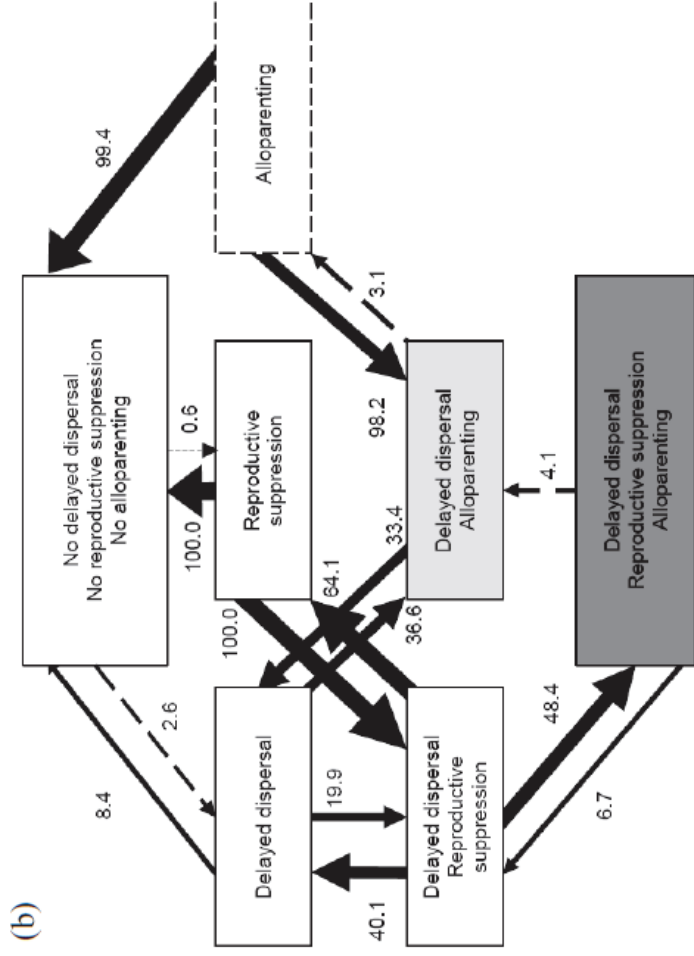 (b)
No delayed dispersal
No reproductive suppression
No alloparenting
8.4
99.4
2.6
100.0
0.6
Delayed dispersal
Reproductive
suppression
Alloparenting
100.0
19.9
64.1
40.1
36.6
33.4
98.2
3.1
Delayed dispersal
Reproductive
suppression
Delayed dispersal
Alloparenting
48.4
4.1
6.7
Delayed dispersal
Reproductive suppression
Alloparenting